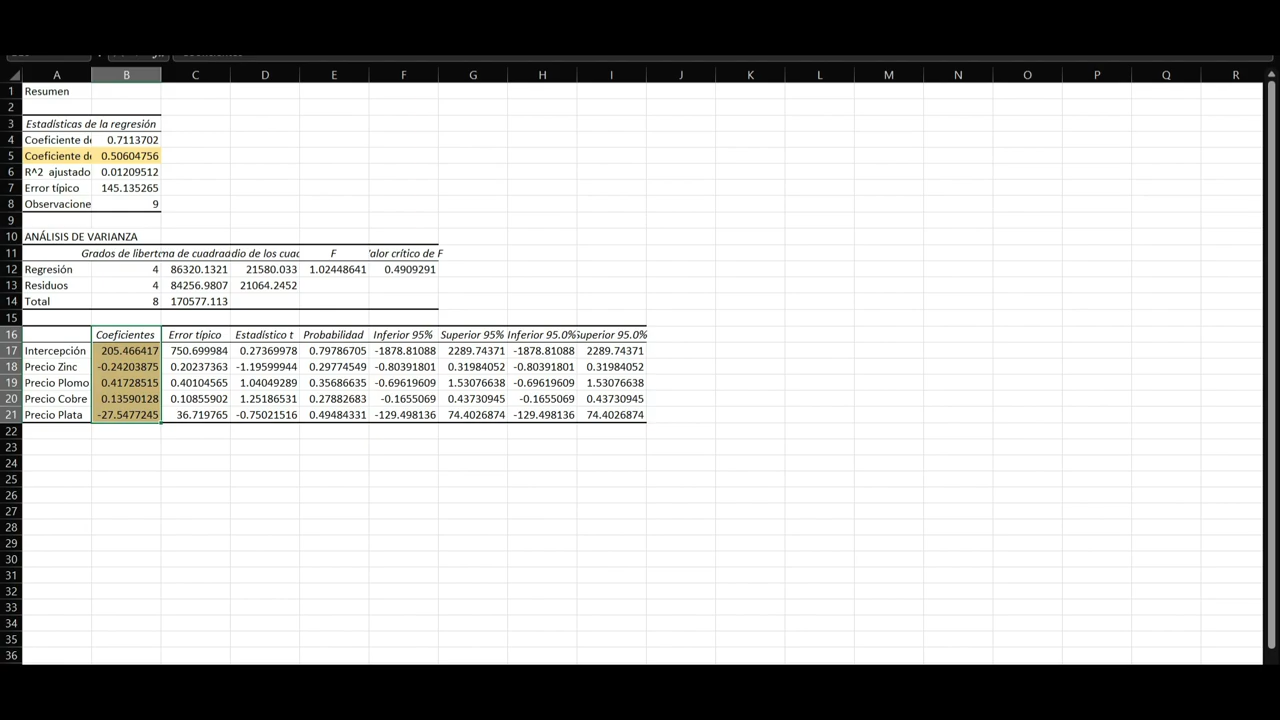 A B C D E F G H I J K L M N O P Q R
1 Resumen
2
3 Estadísticas de la regresión
4 Coeficiente de 0.7113702
5 Coeficiente de 0.50604756
6 R^2 ajustado 0.01209512
7 Error típico 145.135265
8 Observacione 9
9
10 ANÁLISIS DE VARIANZA
11 Grados de libertad ma de cuadrad dio de los cuad F Valor crítico de F
12 Regresión 4 86320.1321 21580.033 1.02448641 0.4909291
13 Residuos 4 84256.9807 21064.2452
14 Total 8 170577.113
15
16 Coeficientes Error típico Estadístico t Probabilidad Inferior 95% Superior 95% Inferior 95.0% Superior 95.0%
17 Intercepción 205.466417 750.699984 0.27369978 0.79786705 -1878.81088 2289.74371 -1878.81088 2289.74371
18 Precio Zinc -0.24203875 0.20237363 -1.19599944 0.29774549 -0.80391801 0.31984052 -0.80391801 0.31984052
19 Precio Plomo 0.41728515 0.40104565 1.04049289 0.35686635 -0.69619609 1.53076638 -0.69619609 1.53076638
20 Precio Cobre 0.13590128 0.10855902 1.25186531 0.27882683 -0.1655009 0.43730945 -0.1655009 0.43730945
21 Precio Plata -27.5477245 36.719765 -0.75021516 0.49484331 -129.498136 74.4026874 -129.498136 74.4026874
22
23
24
25
26
27
28
29
30
31
32
33
34
35
36